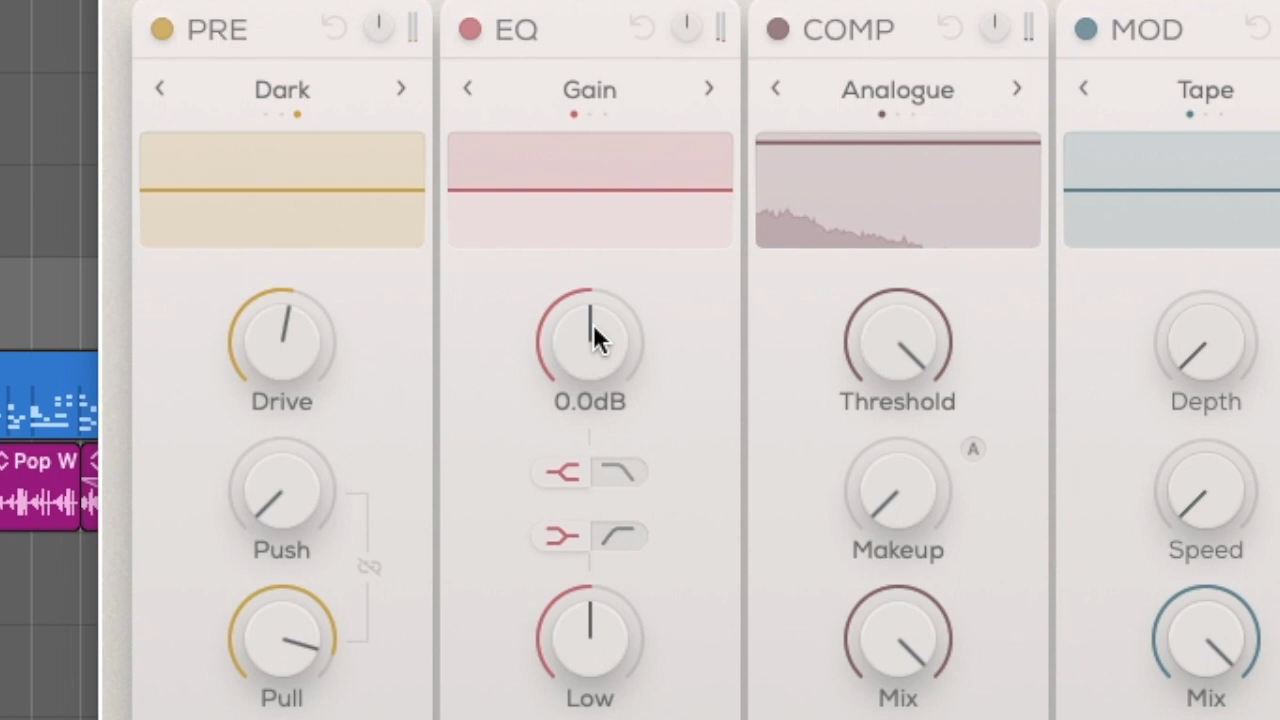 PRE
EQ
COMP
MOD
Dark
Gain
Analogue
Tape
Drive
0.0dB
Threshold
Depth
Pop W
A
Push
Makeup
Speed
Pull
Low
Mix
Mix